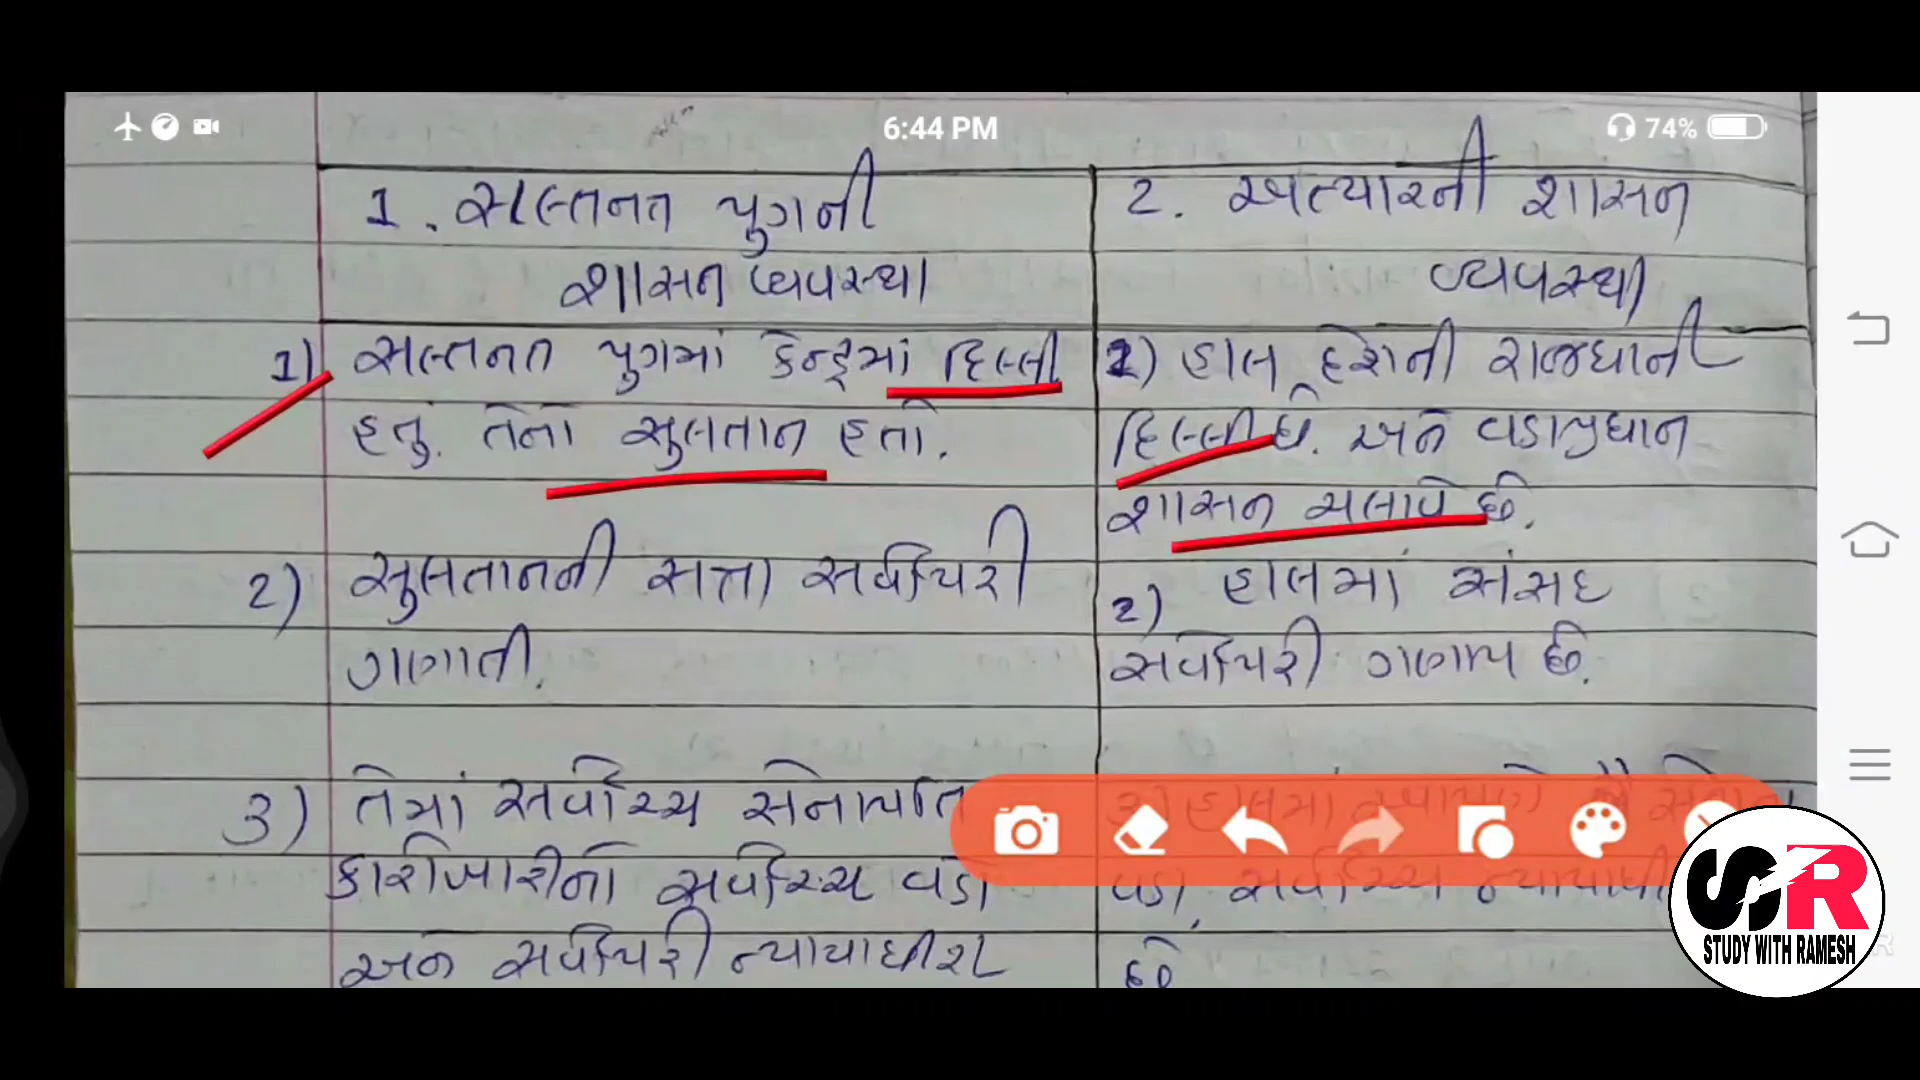 6:44 PM
74%
1. સલ્તનત યુગની
શાસન વ્યવસ્થા
2. અત્યારની શાસન
વ્યવસ્થા
1) સલ્તનત યુગમાં કેન્દ્રમાં દિલ્લી
હતું. તેનો સુલતાન હતો.
2) સુલતાનની સત્તા સર્વોપરી
ગણાતી.
3) તેમાં સર્વોચ્ચ સેનાપતિ
કારોબારીનો સર્વોચ્ચ વડો
અને સર્વોપરી ન્યાયાધીશ
1) હાલ દેશની રાજધાની
દિલ્લી છે. અને વડાપ્રધાન
શાસન ચલાવે છે.
2) હાલમાં સંસદ
સર્વોપરી ગણાય છે.
3) હાલમાં
વડા, સર્વોચ્ચ
છે
SR
STUDY WITH RAMESH